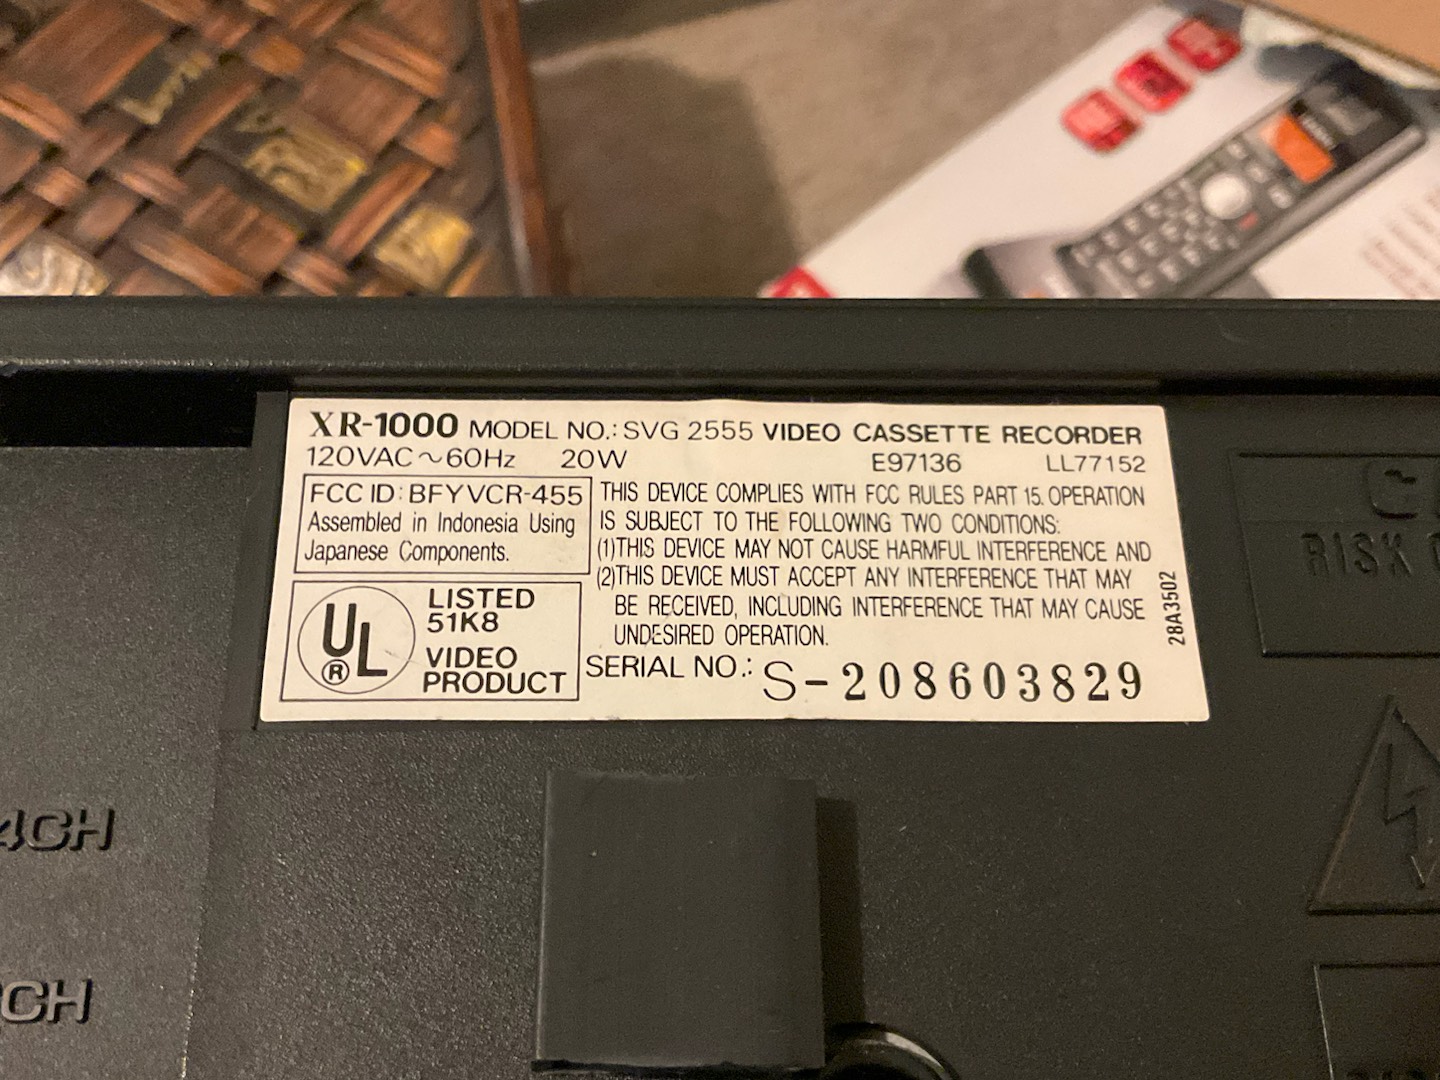 XR-1000 MODEL NO.: SVG 2555 VIDEO CASSETTE RECORDER
120VAC～60Hz 20W E97136 LL77152
FCC ID: BFYVCR-455
Assembled in Indonesia Using
Japanese Components.
UL®
LISTED
51K8
VIDEO
PRODUCT
THIS DEVICE COMPLIES WITH FCC RULES PART 15. OPERATION
IS SUBJECT TO THE FOLLOWING TWO CONDITIONS:
(1)THIS DEVICE MAY NOT CAUSE HARMFUL INTERFERENCE AND
(2)THIS DEVICE MUST ACCEPT ANY INTERFERENCE THAT MAY
BE RECEIVED, INCLUDING INTERFERENCE THAT MAY CAUSE
UNDESIRED OPERATION.
SERIAL NO.: S-208603829
28A3502
RISK
4CH
CH